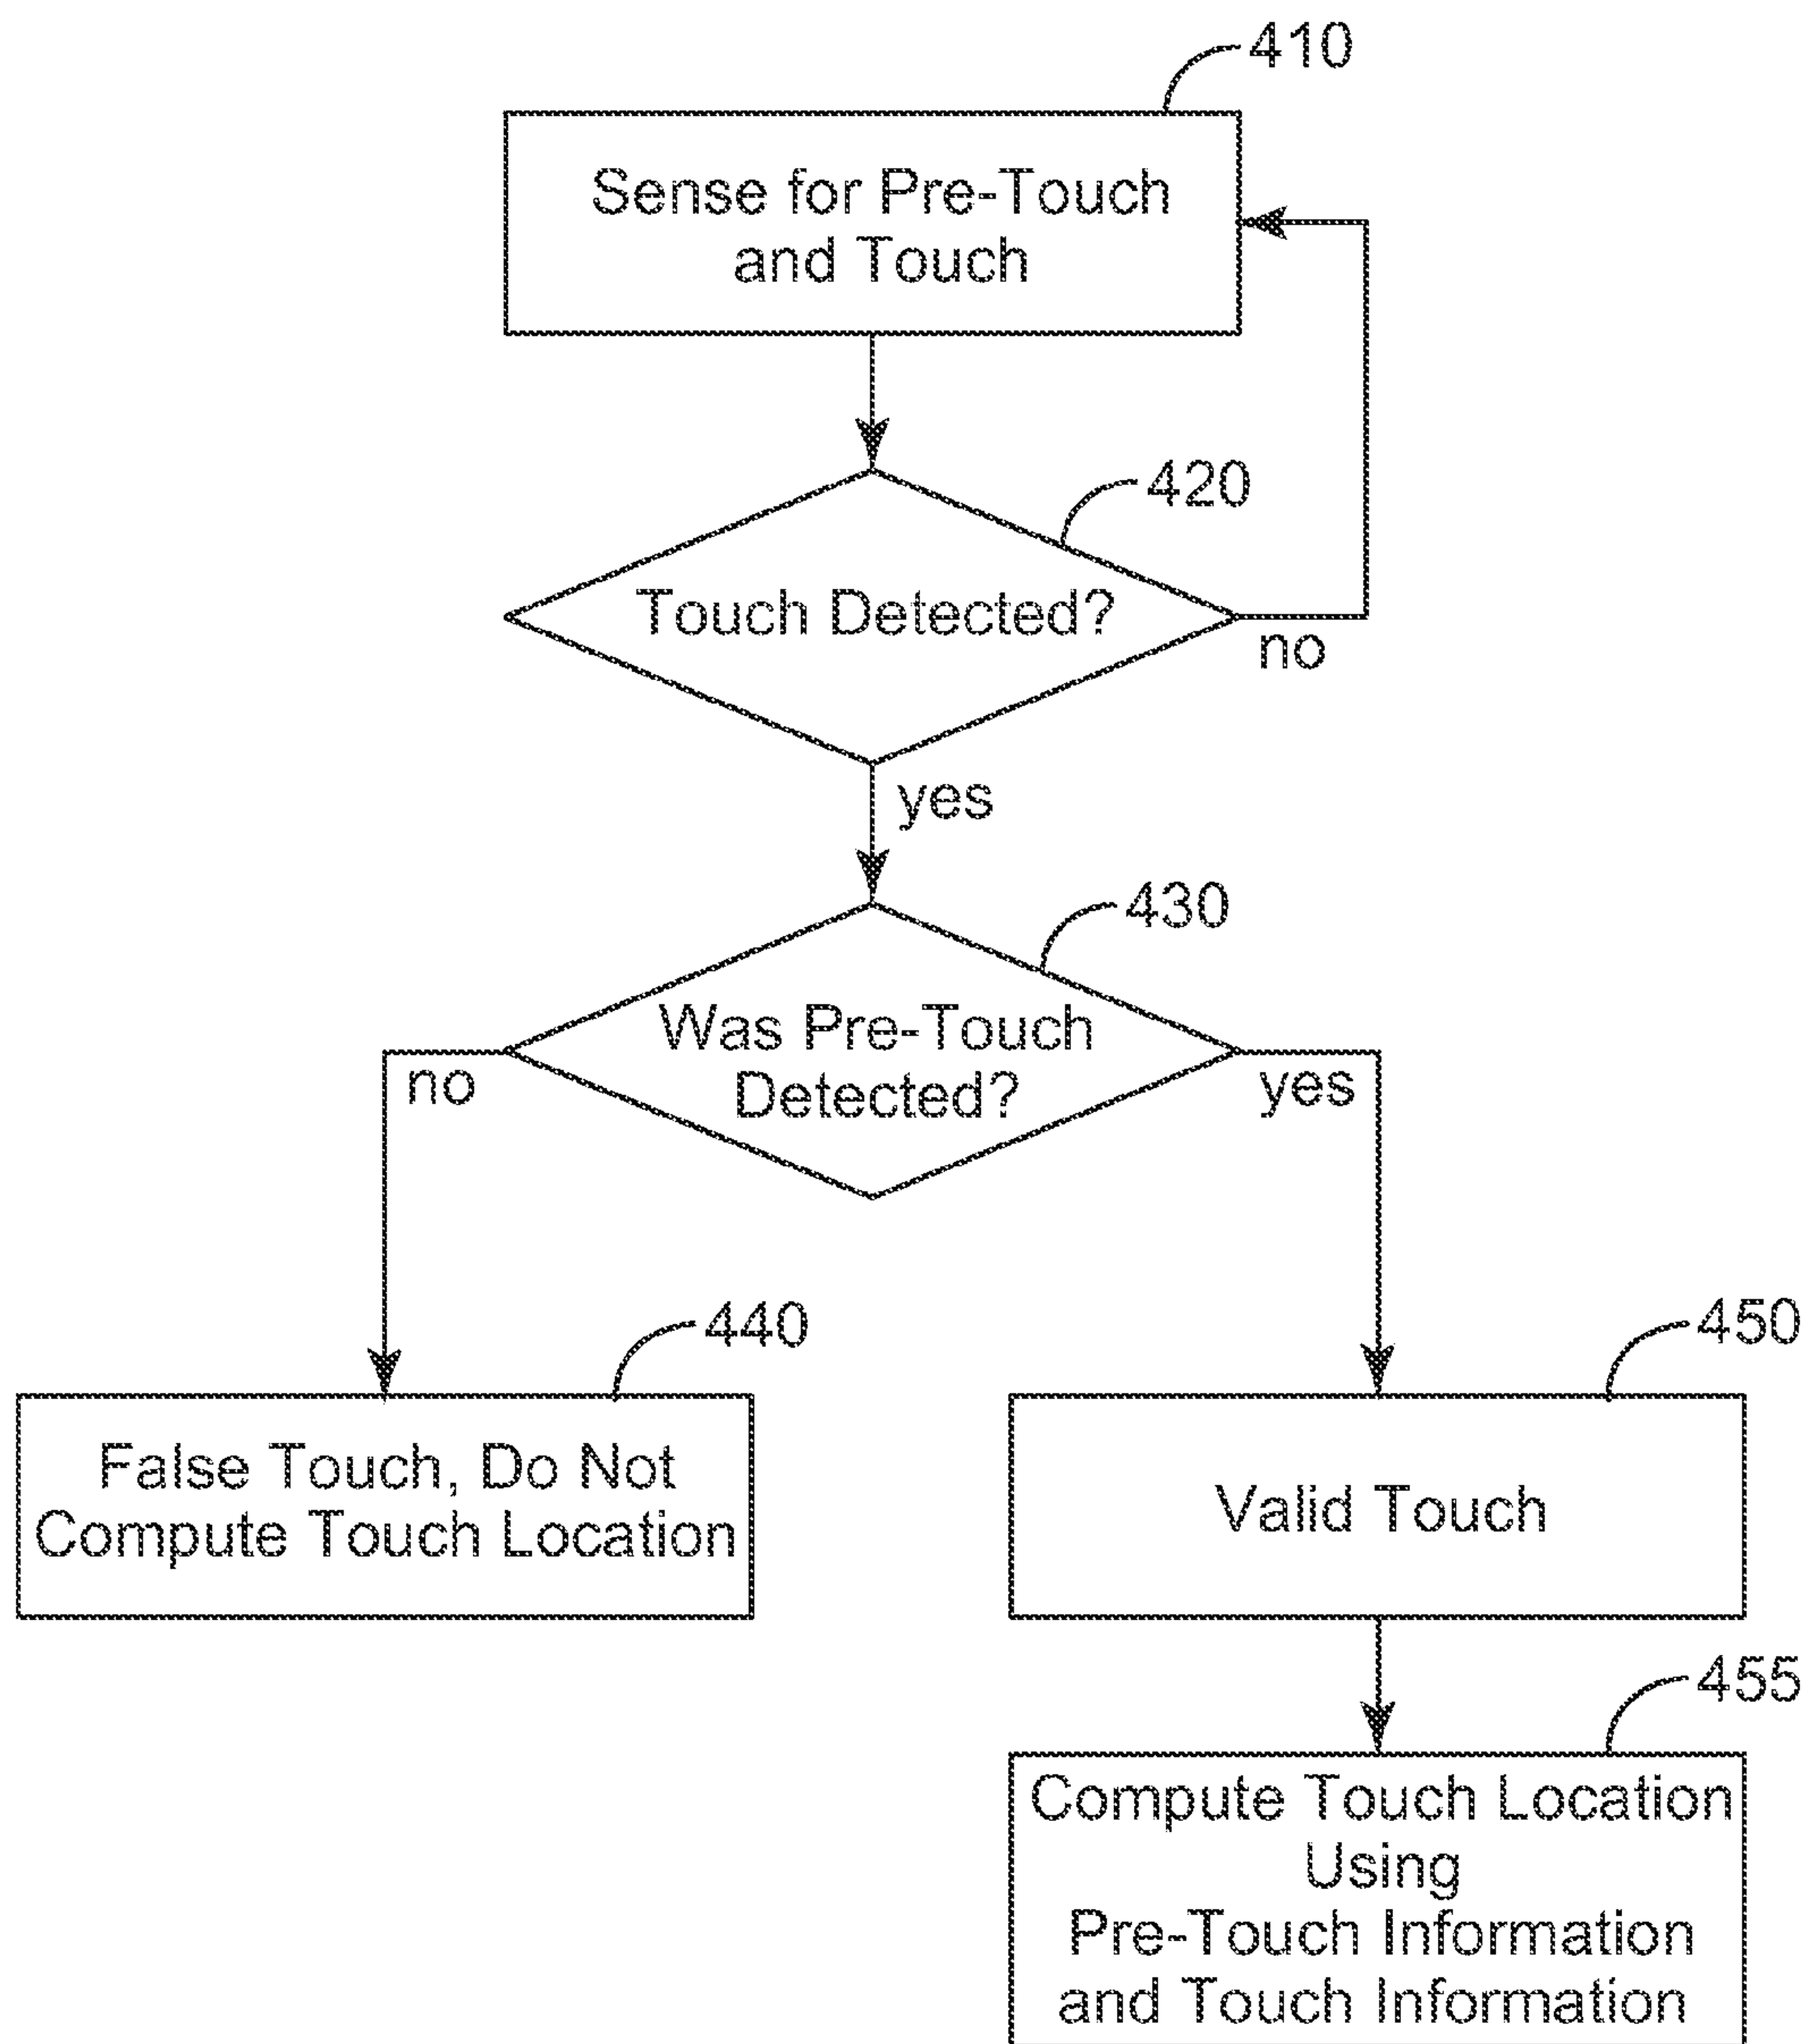 410
Sense for Pre-Touch
and Touch
420
Touch Detected?
no
yes
430
Was Pre-Touch
Detected?
no
yes
440
False Touch, Do Not
Compute Touch Location
450
Valid Touch
455
Compute Touch Location
Using
Pre-Touch Information
and Touch Information